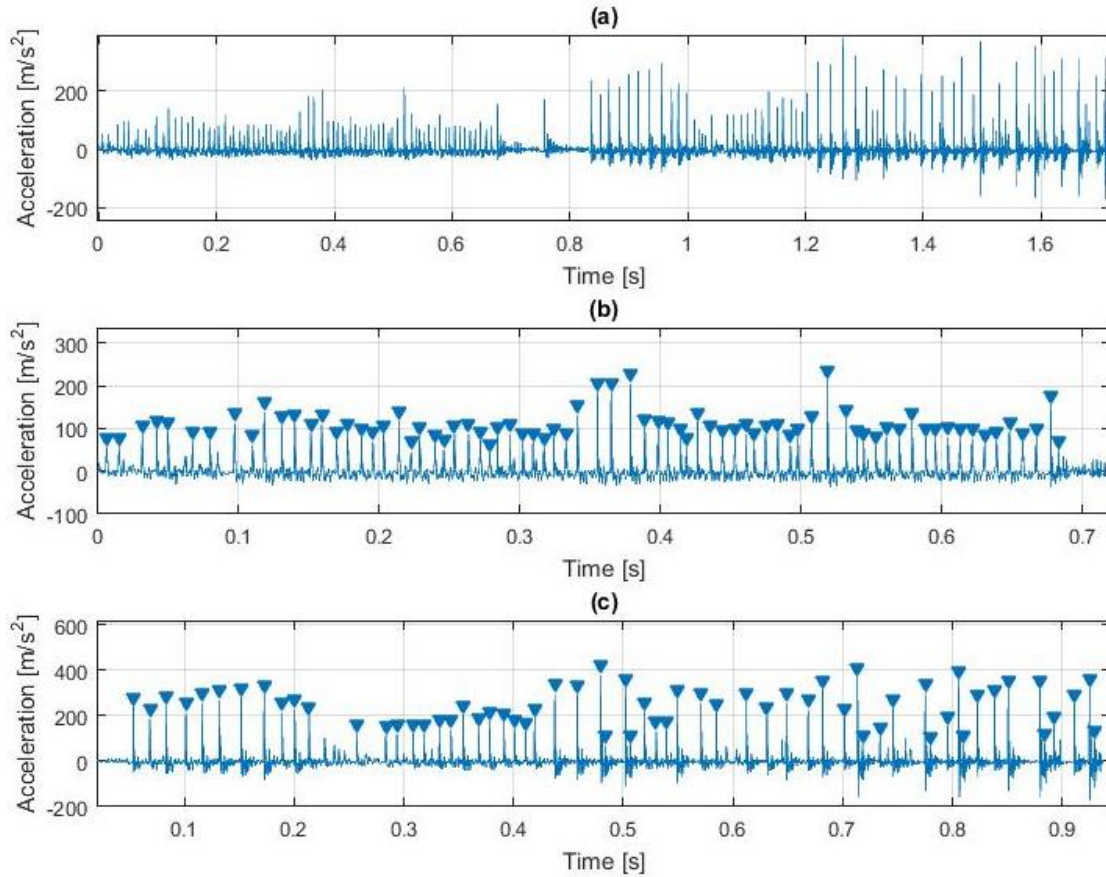 (a)
Acceleration [m/s²]
200
0
-200
0 0.2 0.4 0.6 0.8 1 1.2 1.4 1.6
Time [s]
(b)
Acceleration [m/s²]
300
200
100
0
-100
0 0.1 0.2 0.3 0.4 0.5 0.6 0.7
Time [s]
(c)
Acceleration [m/s²]
600
400
200
0
-200
0.1 0.2 0.3 0.4 0.5 0.6 0.7 0.8 0.9
Time [s]